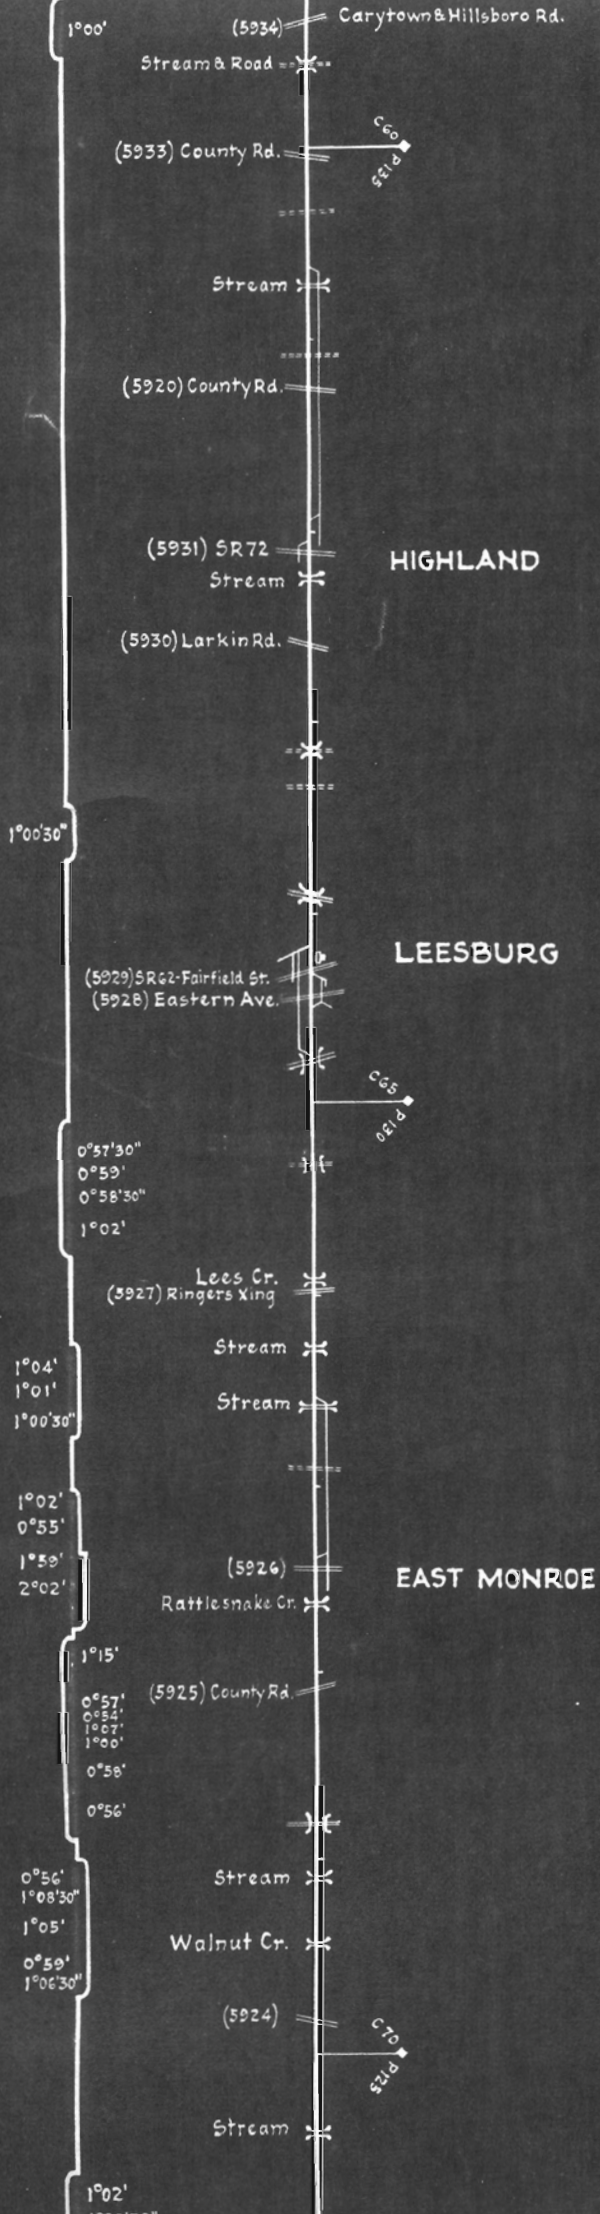 1°00'
(5934)
Carytown & Hillsboro Rd.
Stream & Road
C60
P135
(5933) County Rd.
Stream
(5920) County Rd.
(5931) SR72
HIGHLAND
Stream
(5930) Larkin Rd.
1°00'30"
LEESBURG
(5929) SR62-Fairfield St.
(5928) Eastern Ave.
C65
P130
0°57'30"
0°59'
0°58'30"
1°02'
Lees Cr.
(5927) Ringers Xing
Stream
1°04'
1°01'
1°00'30"
Stream
1°02'
0°55'
1°59'
2°02'
(5926)
EAST MONROE
Rattlesnake Cr.
1°15'
(5925) County Rd.
0°57'
0°54'
1°07'
1°00'
0°58'
0°56'
Stream
0°56'
1°08'30"
1°05'
Walnut Cr.
0°59'
1°06'30"
(5924)
C70
P125
Stream
1°02'